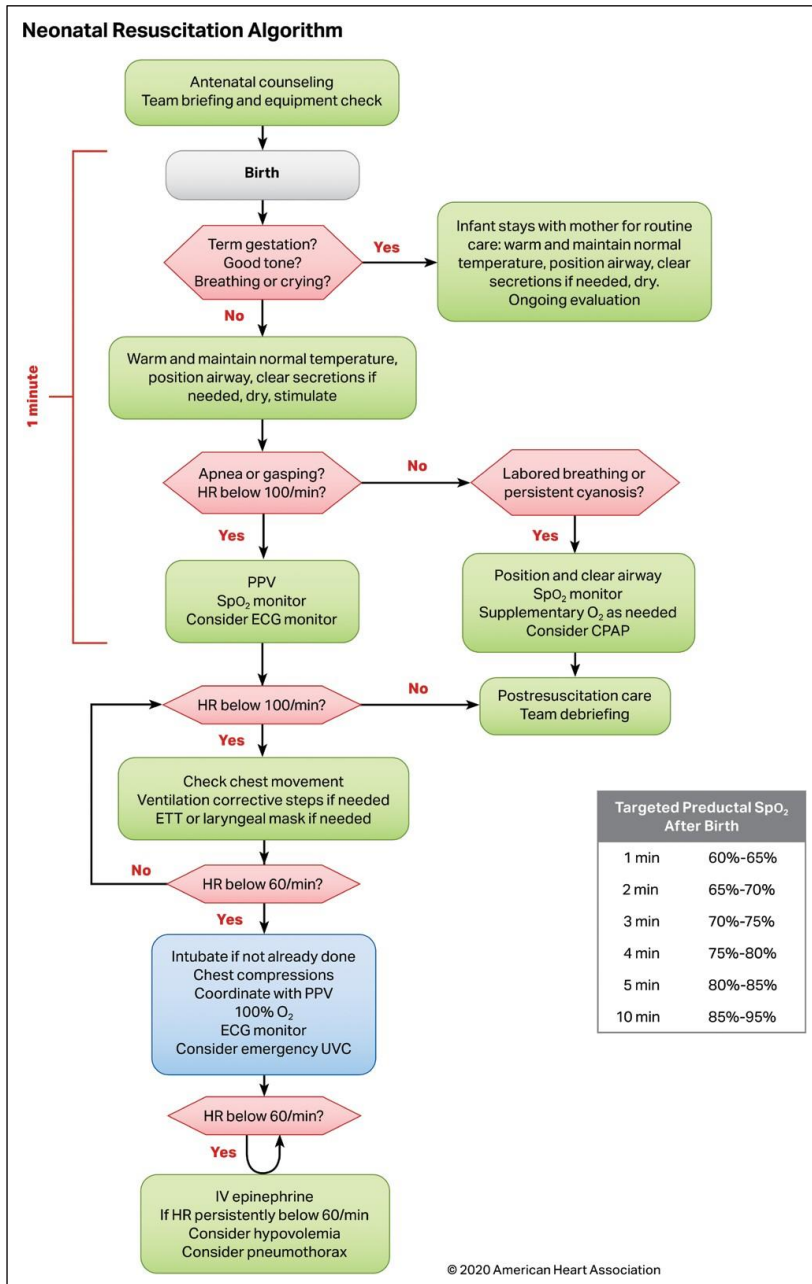 Neonatal Resuscitation Algorithm
Antenatal counseling
Team briefing and equipment check
Birth
Term gestation?
Good tone?
Breathing or crying?
Yes
Infant stays with mother for routine
care: warm and maintain normal
temperature, position airway, clear
secretions if needed, dry.
Ongoing evaluation
No
Warm and maintain normal temperature,
position airway, clear secretions if
needed, dry, stimulate
1 minute
Apnea or gasping?
HR below 100/min?
No
Labored breathing or
persistent cyanosis?
Yes
Yes
PPV
SpO₂ monitor
Consider ECG monitor
Position and clear airway
SpO₂ monitor
Supplementary O₂ as needed
Consider CPAP
HR below 100/min?
No
Postresuscitation care
Team debriefing
Yes
Check chest movement
Ventilation corrective steps if needed
ETT or laryngeal mask if needed
No
HR below 60/min?
Yes
Intubate if not already done
Chest compressions
Coordinate with PPV
100% O₂
ECG monitor
Consider emergency UVC
HR below 60/min?
Yes
IV epinephrine
If HR persistently below 60/min
Consider hypovolemia
Consider pneumothorax
Targeted Preductal SpO₂
After Birth
1 min 60%-65%
2 min 65%-70%
3 min 70%-75%
4 min 75%-80%
5 min 80%-85%
10 min 85%-95%
© 2020 American Heart Association